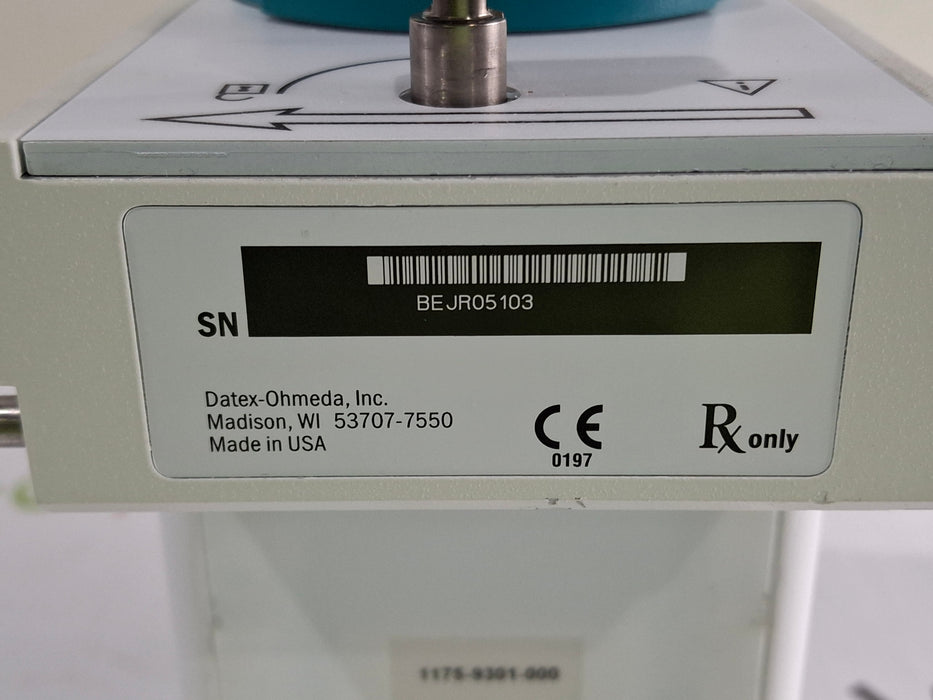 BEJR05103
SN
Datex-Ohmeda, Inc.
Madison, WI 53707-7550
Made in USA
CE
0197
Rx only
1175-9301-000